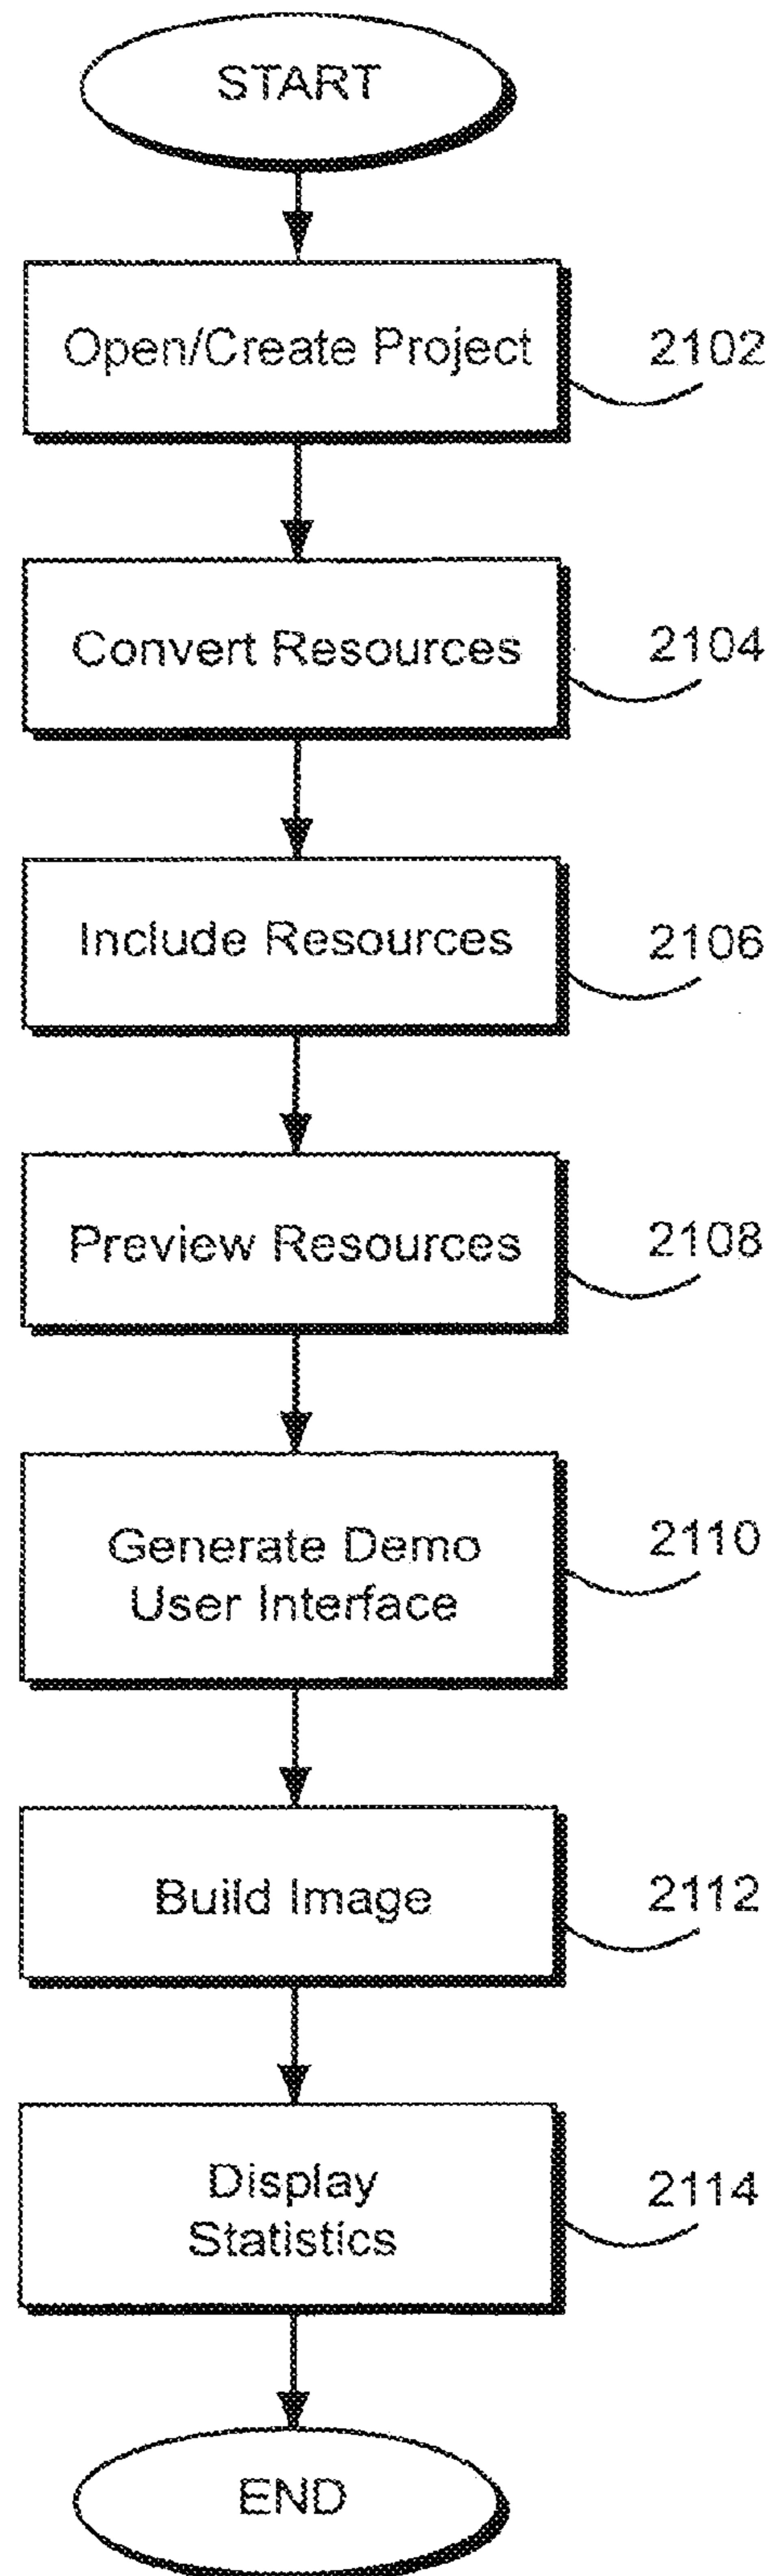 START
Open/Create Project
2102
Convert Resources
2104
Include Resources
2106
Preview Resources
2108
Generate Demo
User Interface
2110
Build Image
2112
Display
Statistics
2114
END